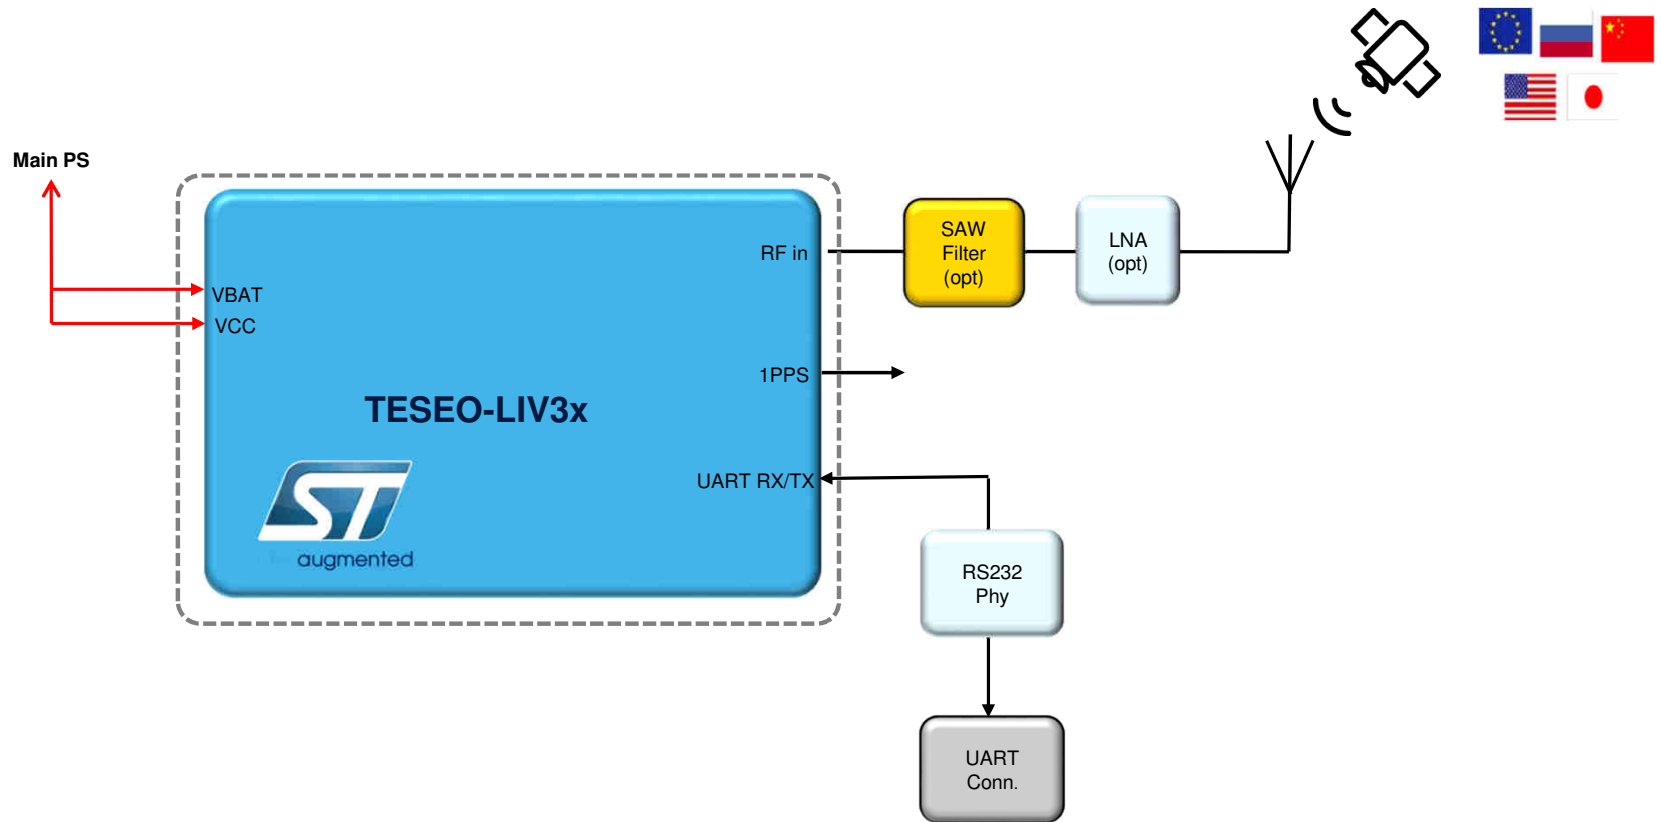 Main PS
RF in
SAW
Filter
(opt)
LNA
(opt)
VBAT
VCC
1PPS
TESEO-LIV3x
UART RX/TX
ST
augmented
RS232
Phy
UART
Conn.